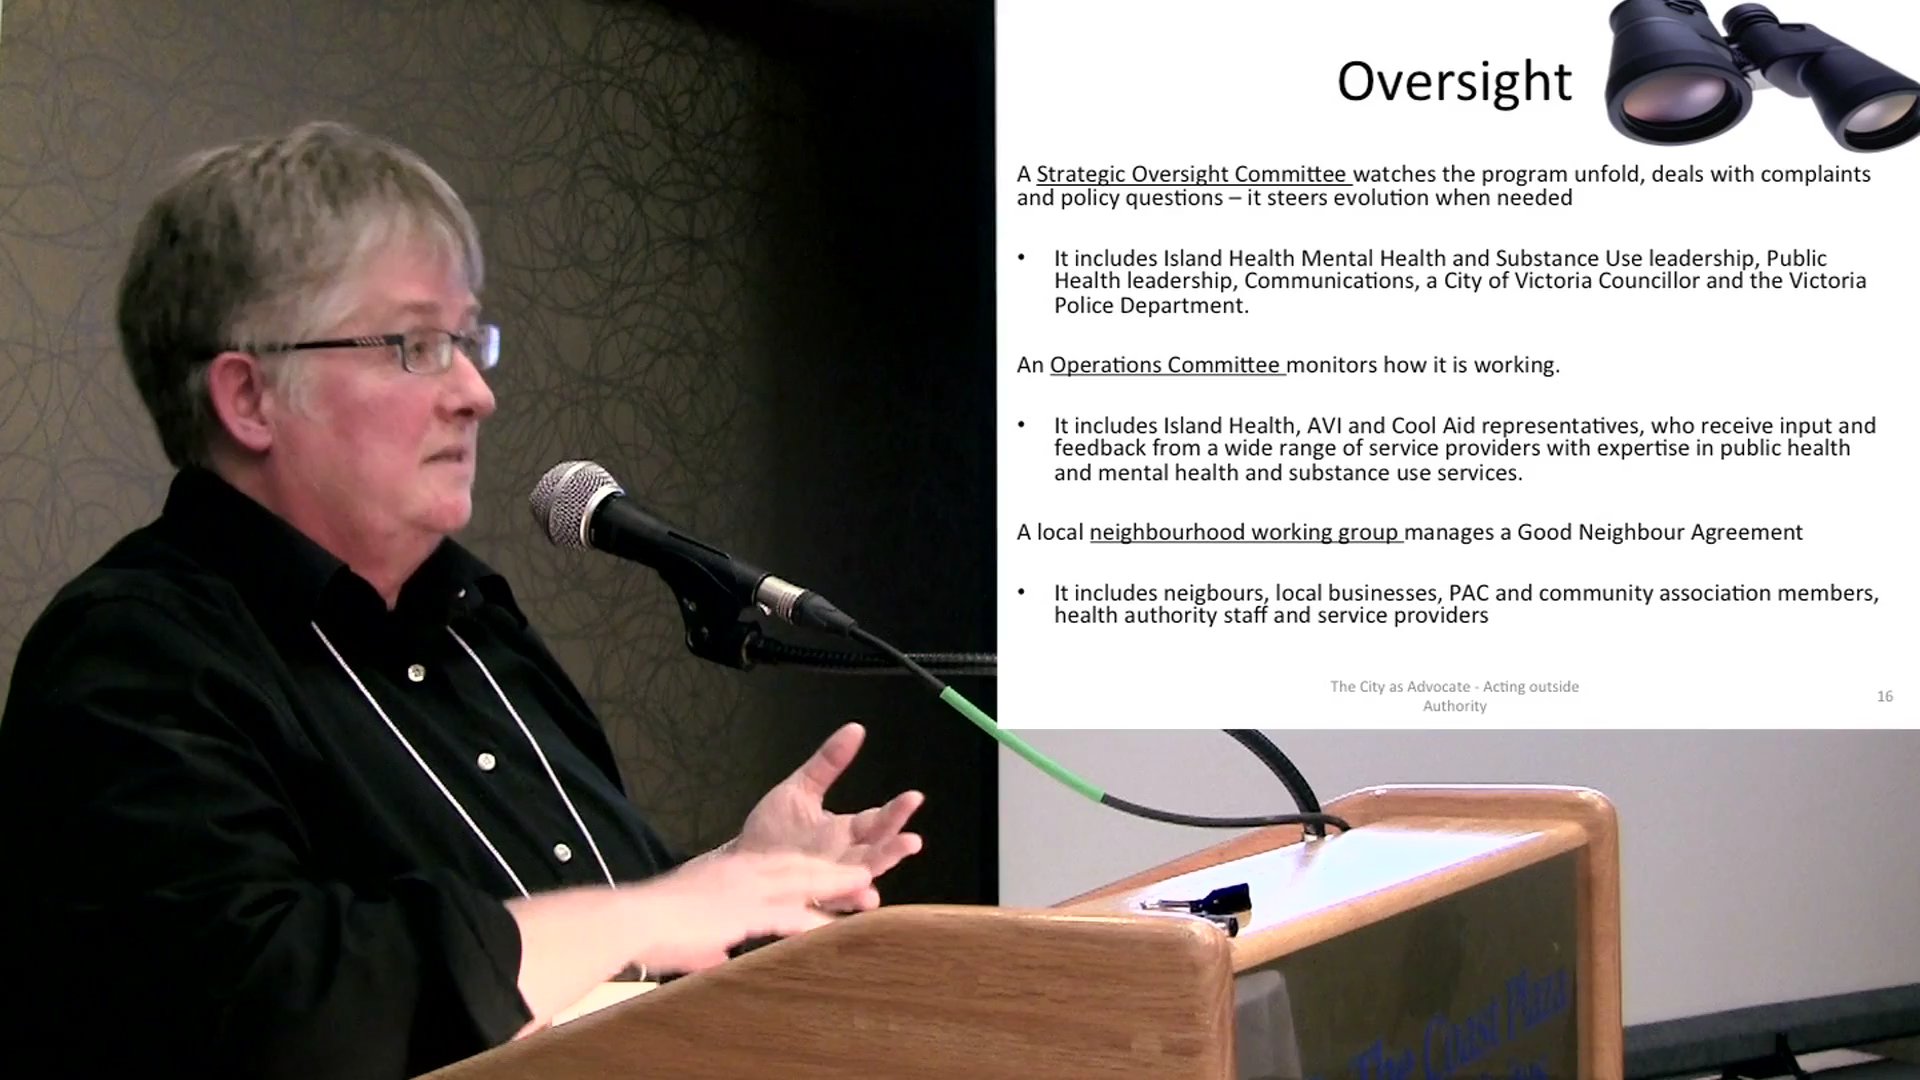 Oversight
A Strategic Oversight Committee watches the program unfold, deals with complaints
and policy questions – it steers evolution when needed
• It includes Island Health Mental Health and Substance Use leadership, Public
Health leadership, Communications, a City of Victoria Councillor and the Victoria
Police Department.
An Operations Committee monitors how it is working.
• It includes Island Health, AVI and Cool Aid representatives, who receive input and
feedback from a wide range of service providers with expertise in public health
and mental health and substance use services.
A local neighbourhood working group manages a Good Neighbour Agreement
• It includes neigbours, local businesses, PAC and community association members,
health authority staff and service providers
The City as Advocate - Acting outside
Authority
16
The Coast Plaza